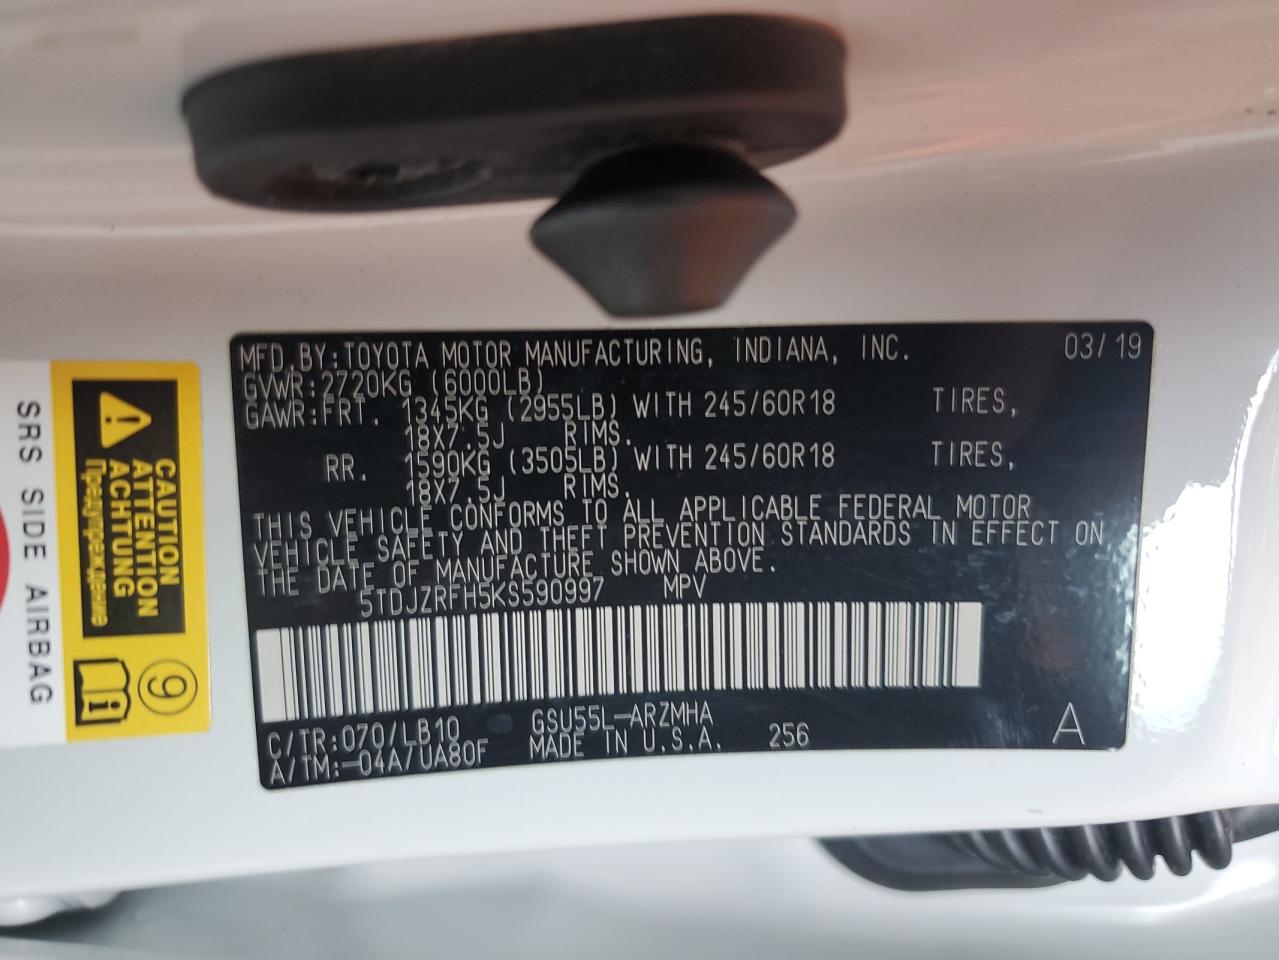 MFD.BY:TOYOTA MOTOR MANUFACTURING, INDIANA, INC. 03/19
GVWR:2720KG (6000LB)
GAWR:FRT. 1345KG (2955LB) WITH 245/60R18 TIRES,
18X7.5J RIMS.
RR. 1590KG (3505LB) WITH 245/60R18 TIRES,
18X7.5J RIMS.
THIS VEHICLE CONFORMS TO ALL APPLICABLE FEDERAL MOTOR
VEHICLE SAFETY AND THEFT PREVENTION STANDARDS IN EFFECT ON
THE DATE OF MANUFACTURE SHOWN ABOVE.
5TDJZRFH5KS590997 MPV
C/TR:070/LB10 GSU55L-ARZMHA
A/TM:-04A/UA80F MADE IN U.S.A. 256 A
CAUTION
ATTENTION
ACHTUNG
Предупреждение
9
SRS SIDE AIRBAG